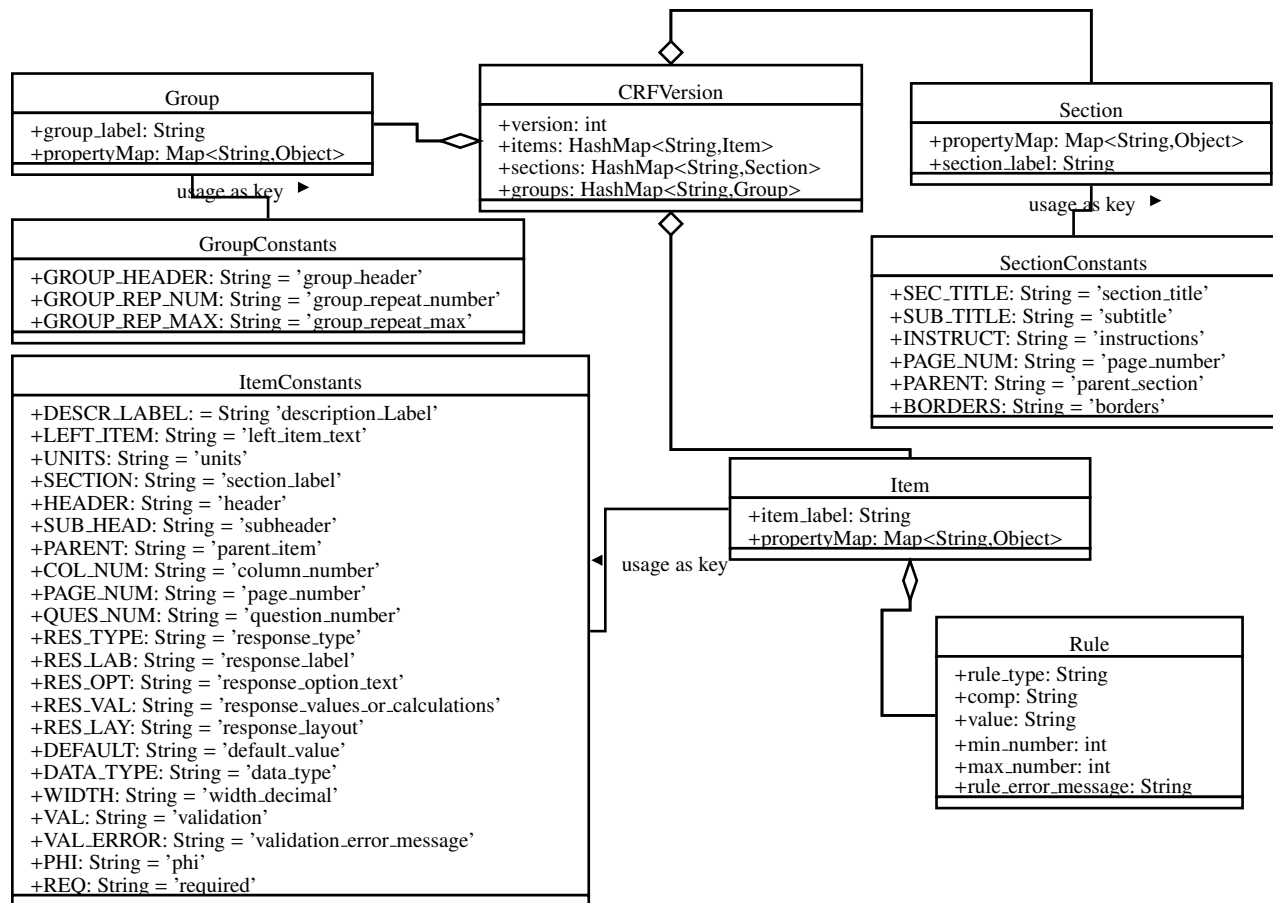 Group
+group_label: String
+propertyMap: Map<String,Object>
usage as key
CRFVersion
+version: int
+items: HashMap<String,Item>
+sections: HashMap<String,Section>
+groups: HashMap<String,Group>
Section
+propertyMap: Map<String,Object>
+section_label: String
usage as key
GroupConstants
+GROUP_HEADER: String = 'group_header'
+GROUP_REP_NUM: String = 'group_repeat_number'
+GROUP_REP_MAX: String = 'group_repeat_max'
SectionConstants
+SEC_TITLE: String = 'section_title'
+SUB_TITLE: String = 'subtitle'
+INSTRUCT: String = 'instructions'
+PAGE_NUM: String = 'page_number'
+PARENT: String = 'parent_section'
+BORDERS: String = 'borders'
ItemConstants
+DESCR_LABEL: = String 'description_Label'
+LEFT_ITEM: String = 'left_item_text'
+UNITS: String = 'units'
+SECTION: String = 'section_label'
+HEADER: String = 'header'
+SUB_HEAD: String = 'subheader'
+PARENT: String = 'parent_item'
+COL_NUM: String = 'column_number'
+PAGE_NUM: String = 'page_number'
+QUES_NUM: String = 'question_number'
+RES_TYPE: String = 'response_type'
+RES_LAB: String = 'response_label'
+RES_OPT: String = 'response_option_text'
+RES_VAL: String = 'response_values_or_calculations'
+RES_LAY: String = 'response_layout'
+DEFAULT: String = 'default_value'
+DATA_TYPE: String = 'data_type'
+WIDTH: String = 'width_decimal'
+VAL: String = 'validation'
+VAL_ERROR: String = 'validation_error_message'
+PHI: String = 'phi'
+REQ: String = 'required'
usage as key
Item
+item_label: String
+propertyMap: Map<String,Object>
Rule
+rule_type: String
+comp: String
+value: String
+min_number: int
+max_number: int
+rule_error_message: String